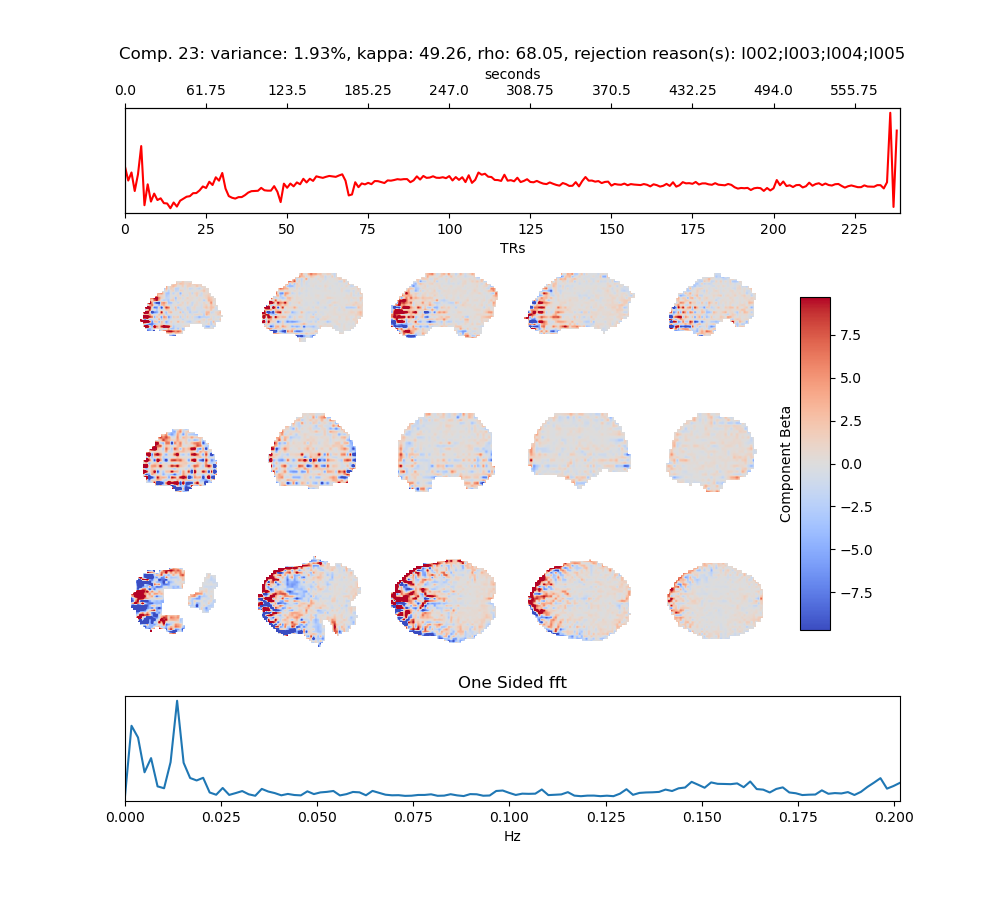 Comp. 23: variance: 1.93%, kappa: 49.26, rho: 68.05, rejection reason(s): I002;I003;I004;I005
seconds
0.0 61.75 123.5 185.25 247.0 308.75 370.5 432.25 494.0 555.75
0 25 50 75 100 125 150 175 200 225
TRs
7.5
5.0
2.5
0.0
−2.5
−5.0
−7.5
Component Beta
One Sided fft
0.000 0.025 0.050 0.075 0.100 0.125 0.150 0.175 0.200
Hz